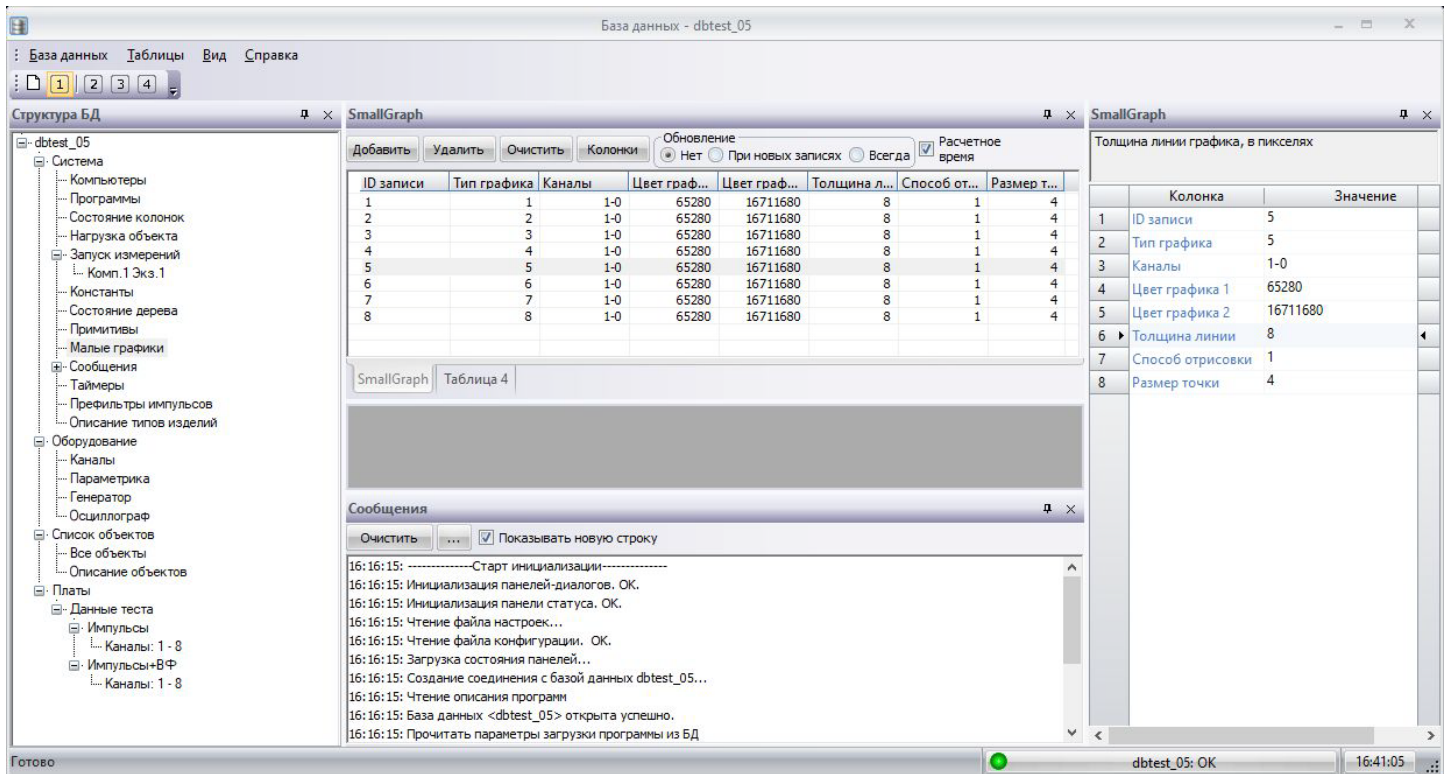 База данных - dbtest_05
База данных Таблицы Вид Справка
1 2 3 4
Структура БД
dbtest_05
Система
Компьютеры
Программы
Состояние колонок
Нагрузка объекта
Запуск измерений
Комп.1 Экз.1
Константы
Состояние дерева
Примитивы
Малые графики
Сообщения
Таймеры
Префильтры импульсов
Описание типов изделий
Оборудование
Каналы
Параметрика
Генератор
Осциллограф
Список объектов
Все объекты
Описание объектов
Платы
Данные теста
Импульсы
Каналы: 1 - 8
Импульсы+ВФ
Каналы: 1 - 8
SmallGraph
Добавить Удалить Очистить Колонки
Обновление
Нет При новых записях Всегда
Расчетное
время
ID записи Тип графика Каналы Цвет граф... Цвет граф... Толщина л... Способ от... Размер т...
1 1 1-0 65280 16711680 8 1 4
2 2 1-0 65280 16711680 8 1 4
3 3 1-0 65280 16711680 8 1 4
4 4 1-0 65280 16711680 8 1 4
5 5 1-0 65280 16711680 8 1 4
6 6 1-0 65280 16711680 8 1 4
7 7 1-0 65280 16711680 8 1 4
8 8 1-0 65280 16711680 8 1 4
SmallGraph Таблица 4
Сообщения
Очистить ... Показывать новую строку
16:16:15: --------------Старт инициализации--------------
16:16:15: Инициализация панелей-диалогов. OK.
16:16:15: Инициализация панели статуса. OK.
16:16:15: Чтение файла настроек...
16:16:15: Чтение файла конфигурации. OK.
16:16:15: Загрузка состояния панелей...
16:16:15: Создание соединения с базой данных dbtest_05...
16:16:15: Чтение описания программ
16:16:15: База данных <dbtest_05> открыта успешно.
16:16:15: Прочитать параметры загрузки программы из БД
SmallGraph
Толщина линии графика, в пикселях
Колонка Значение
1 ID записи 5
2 Тип графика 5
3 Каналы 1-0
4 Цвет графика 1 65280
5 Цвет графика 2 16711680
6 Толщина линии 8
7 Способ отрисовки 1
8 Размер точки 4
Готово
dbtest_05: OK
16:41:05